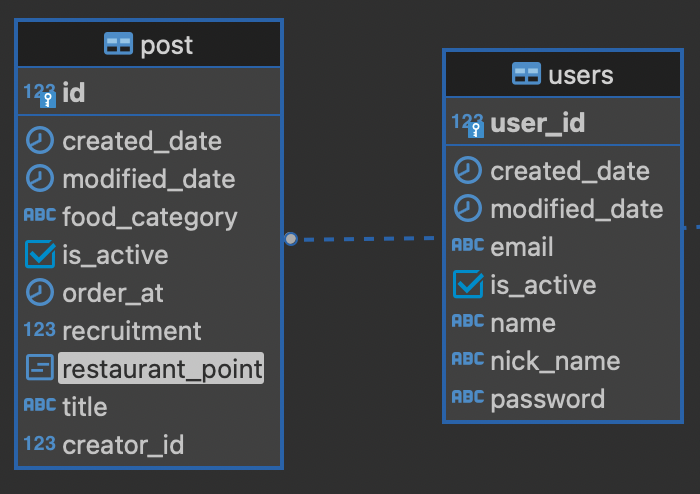 post
123 id
created_date
modified_date
ABC food_category
is_active
order_at
123 recruitment
restaurant_point
ABC title
123 creator_id
users
123 user_id
created_date
modified_date
ABC email
is_active
ABC name
ABC nick_name
ABC password